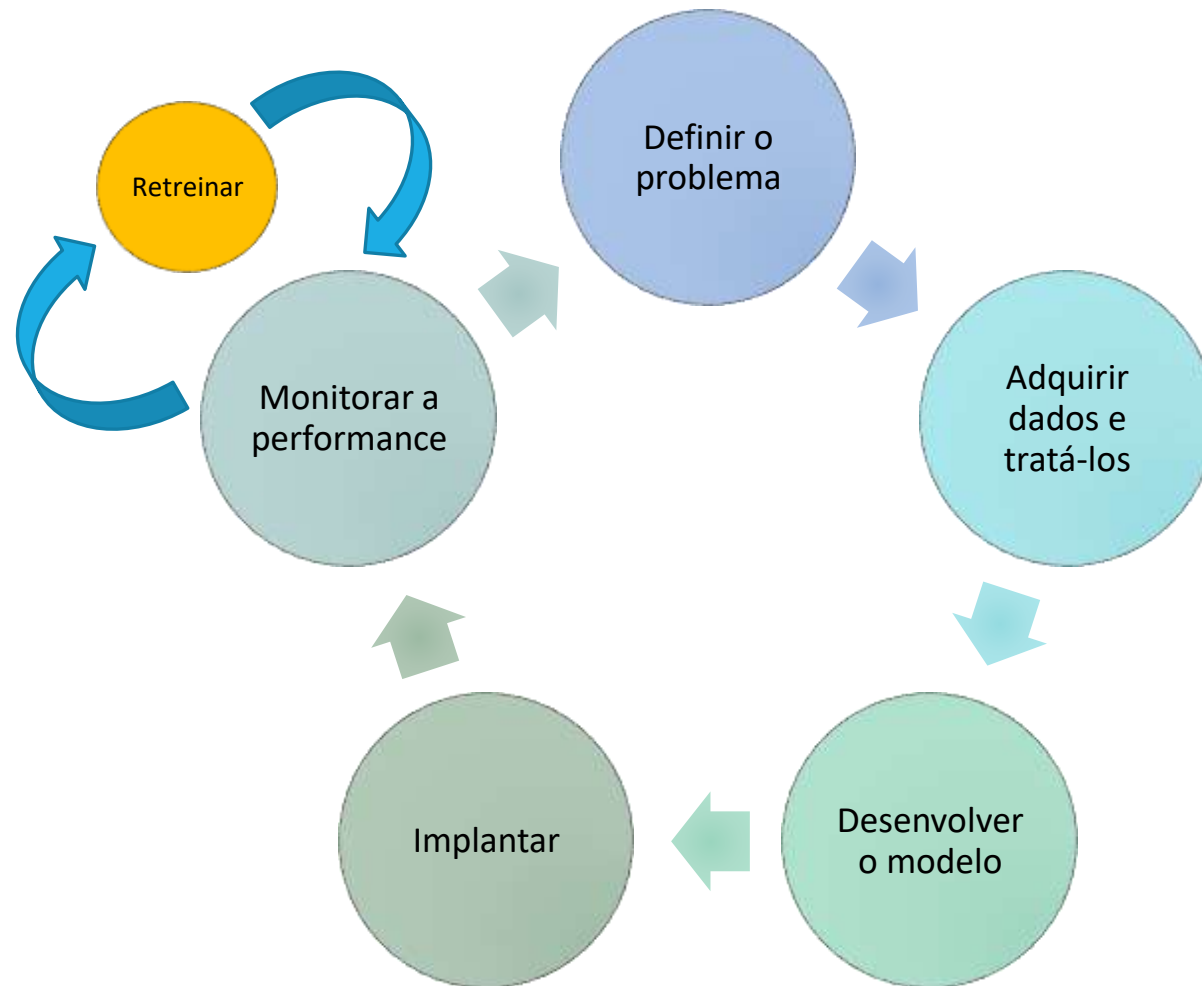 Definir o
problema
Retreinar
Adquirir
dados e
tratá-los
Monitorar a
performance
Desenvolver
o modelo
Implantar